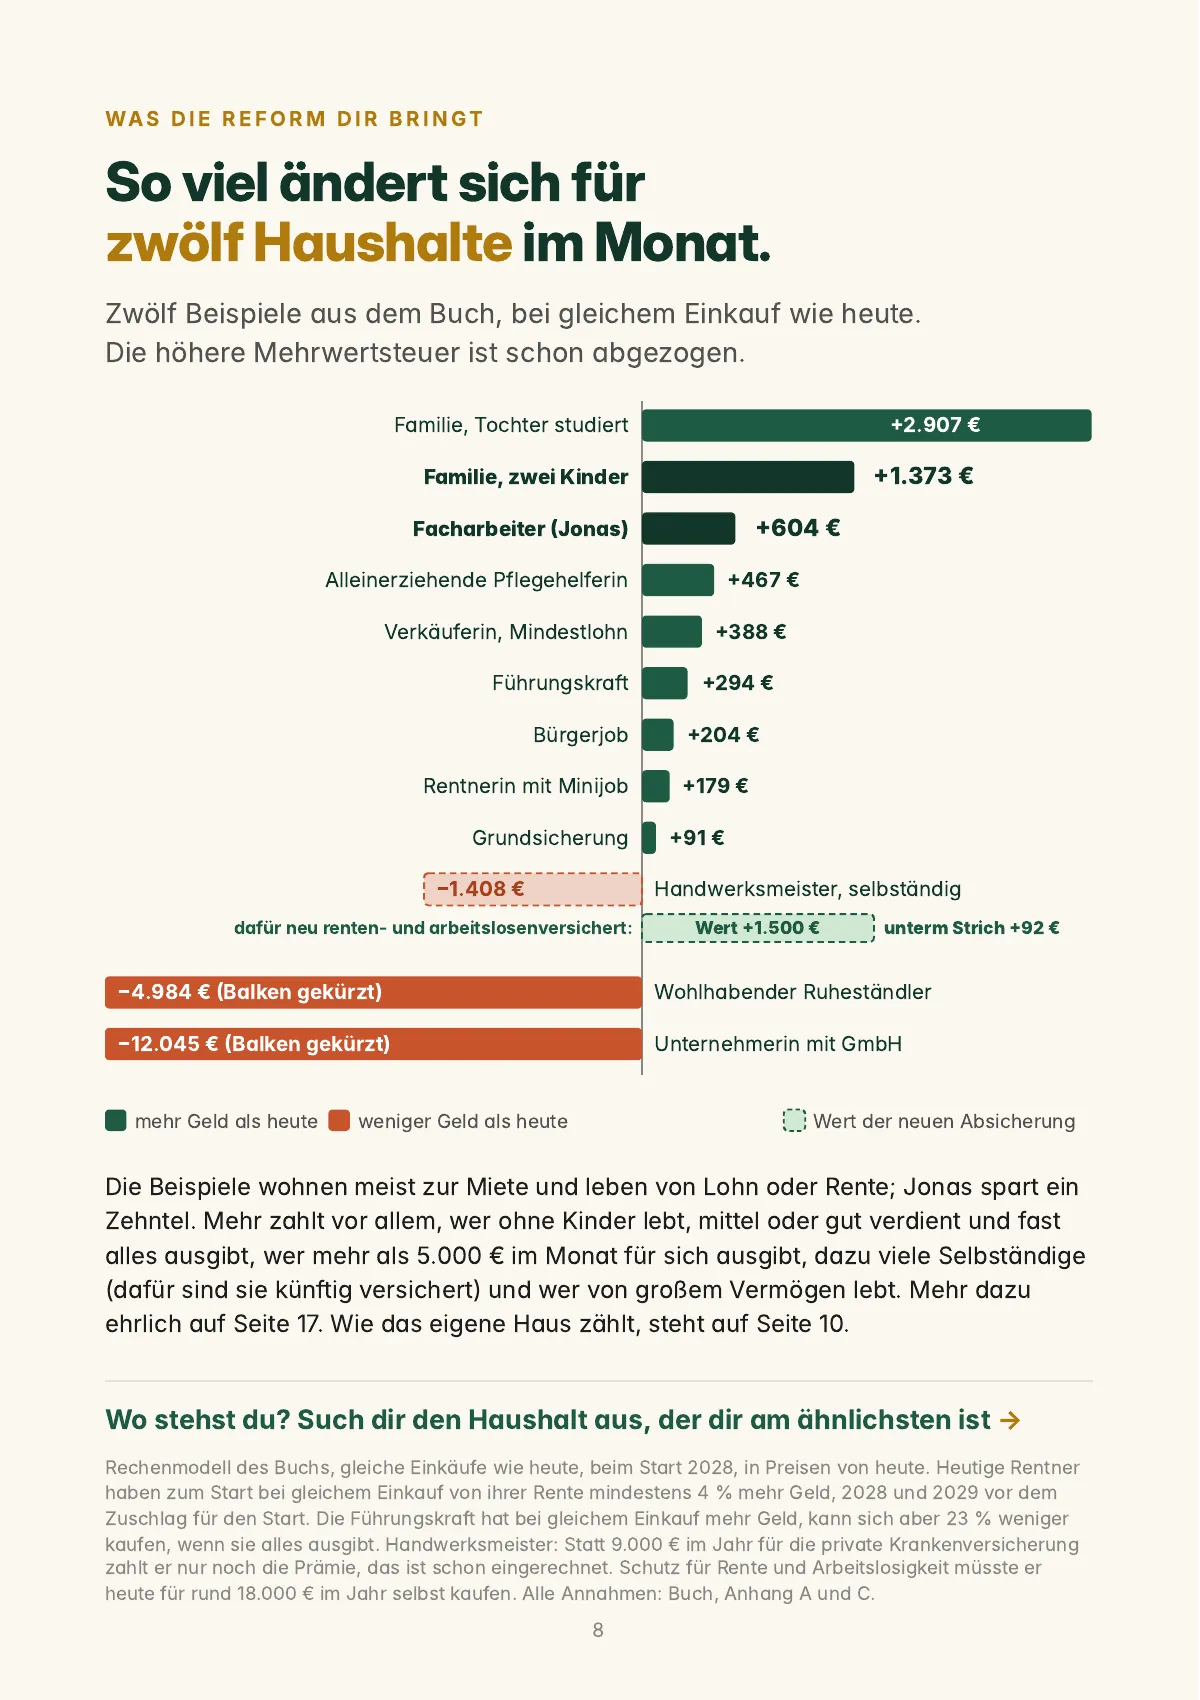 WAS DIE REFORM DIR BRINGT
So viel ändert sich für
zwölf Haushalte im Monat.
Zwölf Beispiele aus dem Buch, bei gleichem Einkauf wie heute.
Die höhere Mehrwertsteuer ist schon abgezogen.
Familie, Tochter studiert +2.907 €
Familie, zwei Kinder +1.373 €
Facharbeiter (Jonas) +604 €
Alleinerziehende Pflegehelferin +467 €
Verkäuferin, Mindestlohn +388 €
Führungskraft +294 €
Bürgerjob +204 €
Rentnerin mit Minijob +179 €
Grundsicherung +91 €
−1.408 € Handwerksmeister, selbständig
dafür neu renten- und arbeitslosenversichert: Wert +1.500 € unterm Strich +92 €
−4.984 € (Balken gekürzt) Wohlhabender Ruheständler
−12.045 € (Balken gekürzt) Unternehmerin mit GmbH
mehr Geld als heute weniger Geld als heute Wert der neuen Absicherung
Die Beispiele wohnen meist zur Miete und leben von Lohn oder Rente; Jonas spart ein
Zehntel. Mehr zahlt vor allem, wer ohne Kinder lebt, mittel oder gut verdient und fast
alles ausgibt, wer mehr als 5.000 € im Monat für sich ausgibt, dazu viele Selbständige
(dafür sind sie künftig versichert) und wer von großem Vermögen lebt. Mehr dazu
ehrlich auf Seite 17. Wie das eigene Haus zählt, steht auf Seite 10.
Wo stehst du? Such dir den Haushalt aus, der dir am ähnlichsten ist →
Rechenmodell des Buchs, gleiche Einkäufe wie heute, beim Start 2028, in Preisen von heute. Heutige Rentner
haben zum Start bei gleichem Einkauf von ihrer Rente mindestens 4 % mehr Geld, 2028 und 2029 vor dem
Zuschlag für den Start. Die Führungskraft hat bei gleichem Einkauf mehr Geld, kann sich aber 23 % weniger
kaufen, wenn sie alles ausgibt. Handwerksmeister: Statt 9.000 € im Jahr für die private Krankenversicherung
zahlt er nur noch die Prämie, das ist schon eingerechnet. Schutz für Rente und Arbeitslosigkeit müsste er
heute für rund 18.000 € im Jahr selbst kaufen. Alle Annahmen: Buch, Anhang A und C.
8